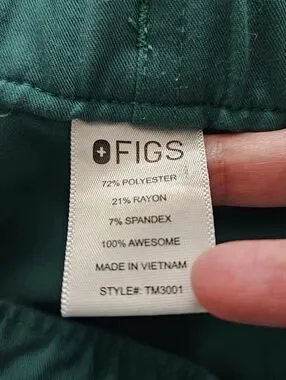 FIGS
72% POLYESTER
21% RAYON
7% SPANDEX
100% AWESOME
MADE IN VIETNAM
STYLE#: TM3001